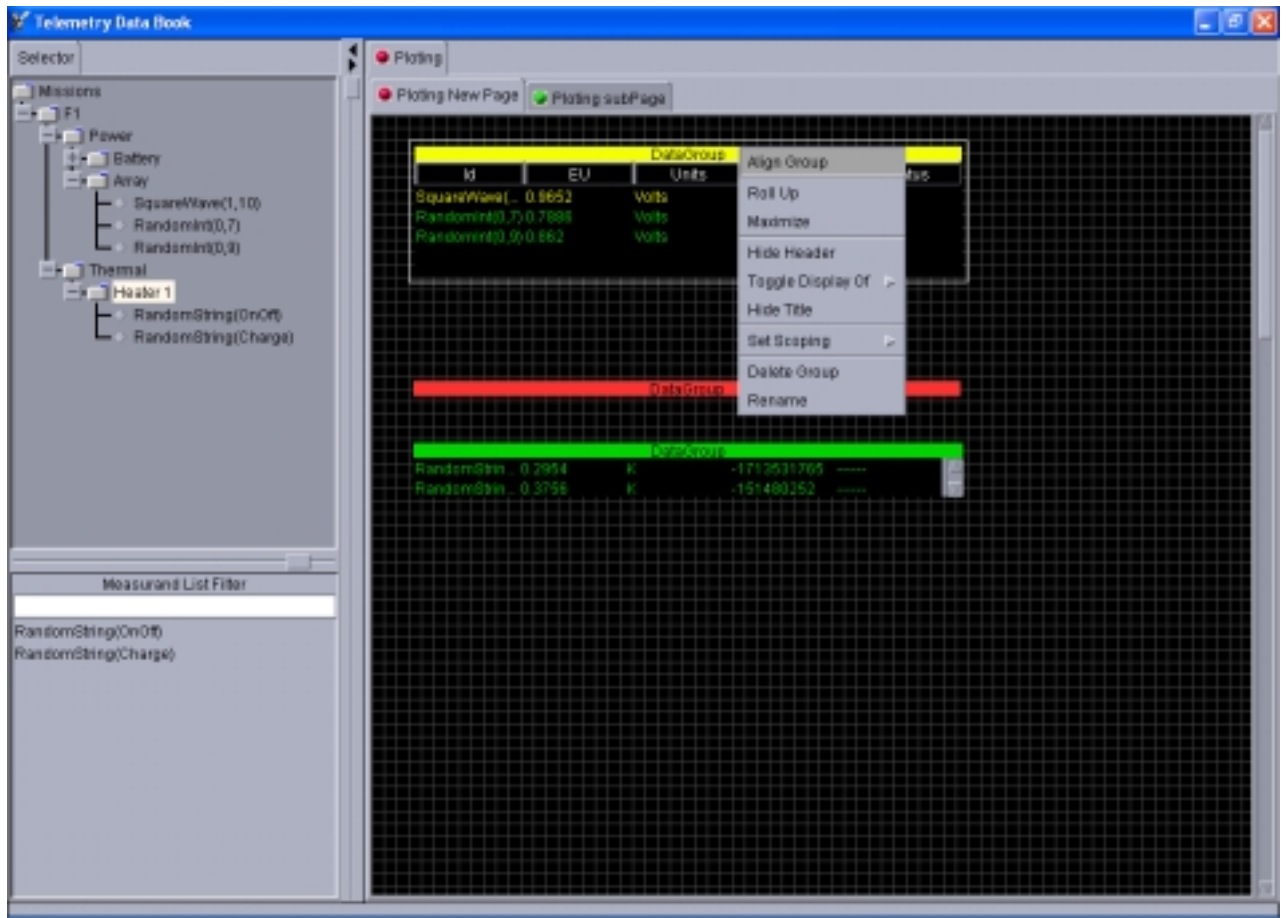 Telemetry Data Book
Selector
Missions
F1
Power
Battery
Array
SquareWave(1,10)
RandomInt(0,7)
RandomInt(0,9)
Thermal
Heater 1
RandomString(OnOff)
RandomString(Charge)
Measurand List Filter
RandomString(OnOff)
RandomString(Charge)
Ploting
Ploting New Page Ploting subPage
DataGroup
Id EU Units
SquareWave(... 0.9652 Volts
RandomInt(0,7) 0.7886 Volts
RandomInt(0,9) 0.862 Volts
Align Group
Roll Up
Maximize
Hide Header
Toggle Display Of
Hide Title
Set Scoping
Delete Group
Rename
DataGroup
DataGroup
RandomStrin... 0.2954 K -1713531765 ------
RandomStrin... 0.3756 K -151480252 ------